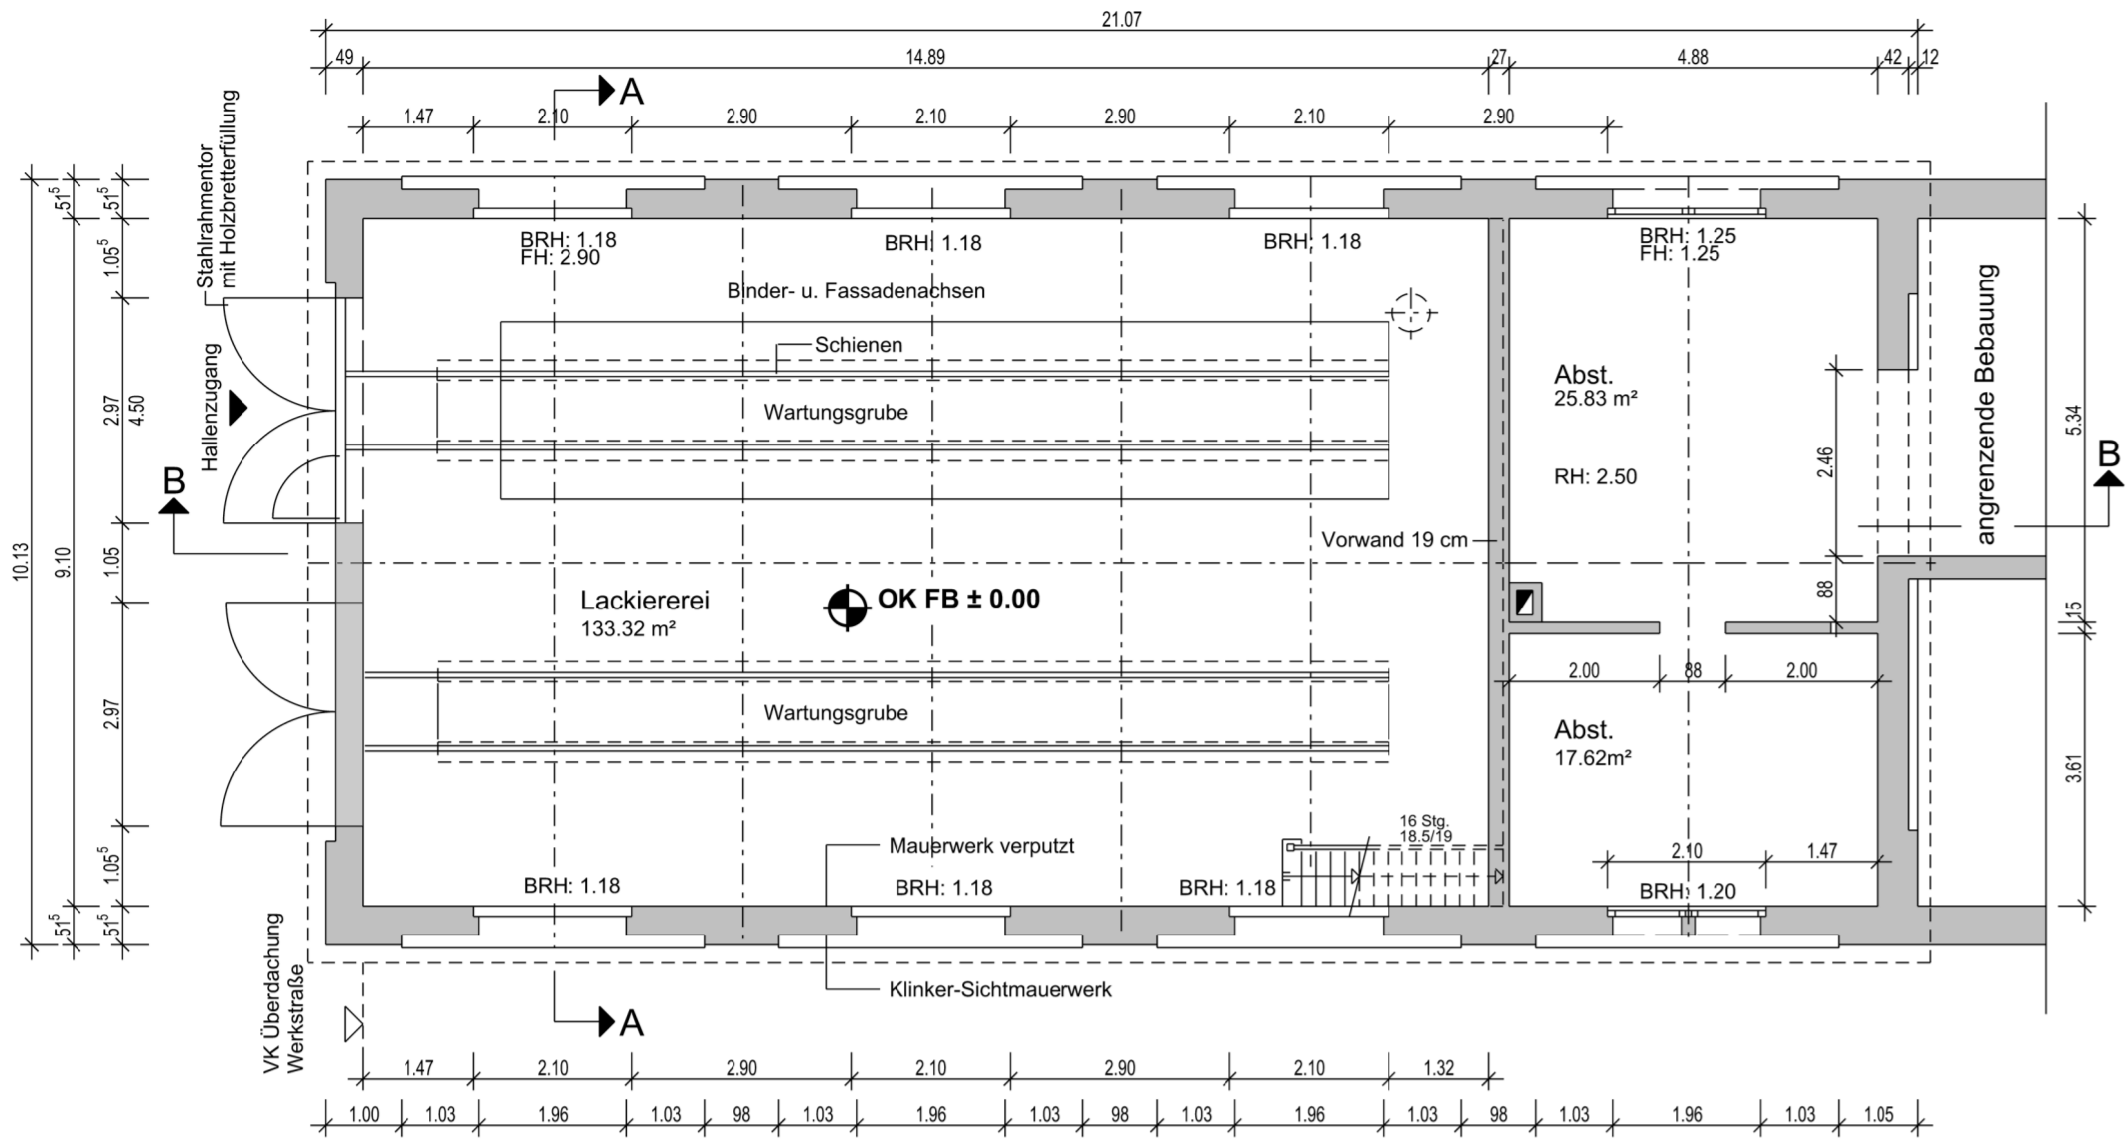 21.07
49
14.89
27
4.88
42
12
A
1.47
2.10
2.90
2.10
2.90
2.10
2.90
Stahlrahmentor
mit Holzbretterfüllung
51⁵
51⁵
BRH: 1.18
FH: 2.90
BRH: 1.18
BRH: 1.18
BRH: 1.25
FH: 1.25
1.05⁵
Binder- u. Fassadenachsen
Schienen
Hallenzugang
2.97
4.50
Wartungsgrube
Abst.
25.83 m²
RH: 2.50
2.46
angrenzende Bebauung
5.34
B
B
10.13
9.10
1.05
Vorwand 19 cm
Lackiererei
133.32 m²
OK FB ± 0.00
88
15
2.00
88
2.00
2.97
Wartungsgrube
Abst.
17.62m²
3.61
16 Stg.
18.5/19
Mauerwerk verputzt
1.05⁵
2.10
1.47
BRH: 1.18
BRH: 1.18
BRH: 1.18
BRH: 1.20
51⁵
51⁵
VK Überdachung
Werkstraße
Klinker-Sichtmauerwerk
A
1.47
2.10
2.90
2.10
2.90
2.10
1.32
1.00
1.03
1.96
1.03
98
1.03
1.96
1.03
98
1.03
1.96
1.03
98
1.03
1.96
1.03
1.05